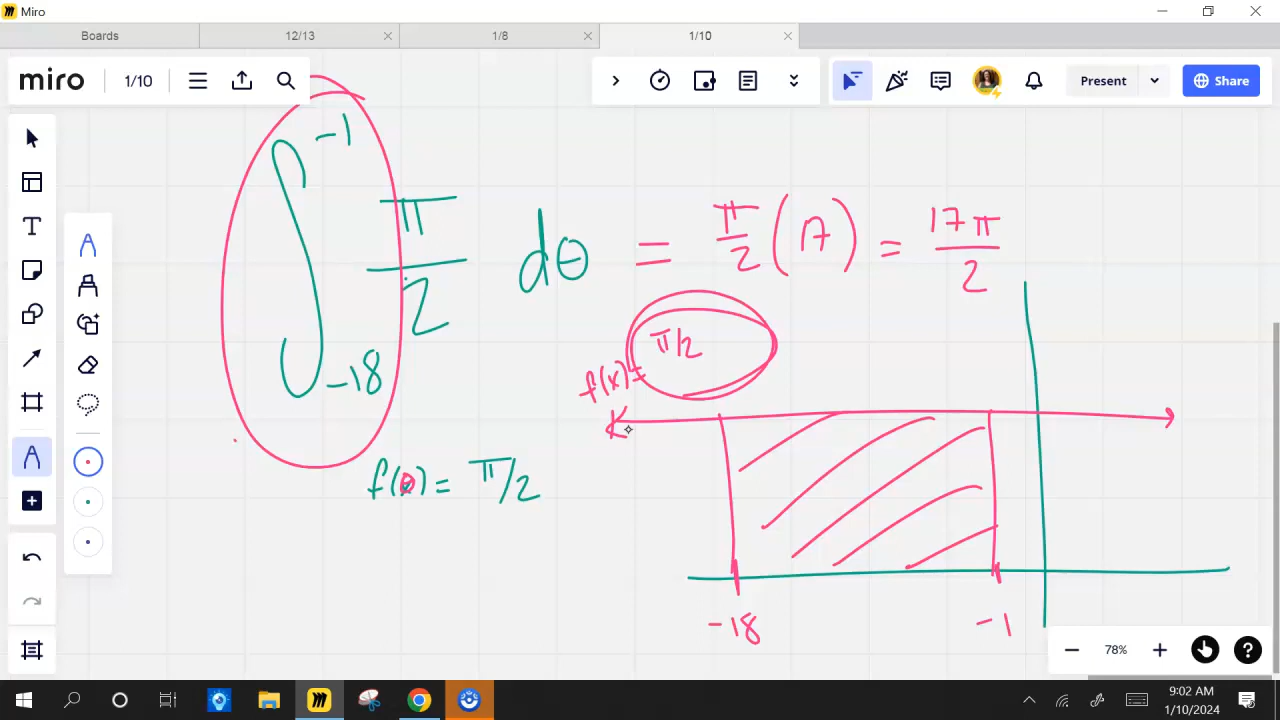 Miro
Boards
12/13
1/8
1/10
miro
1/10
Present
Share
∫ -1 -18 π/2 dθ = π/2 (17) = 17π/2
f(x) = π/2
f(θ) = π/2
-18
-1
78%
9:02 AM
1/10/2024